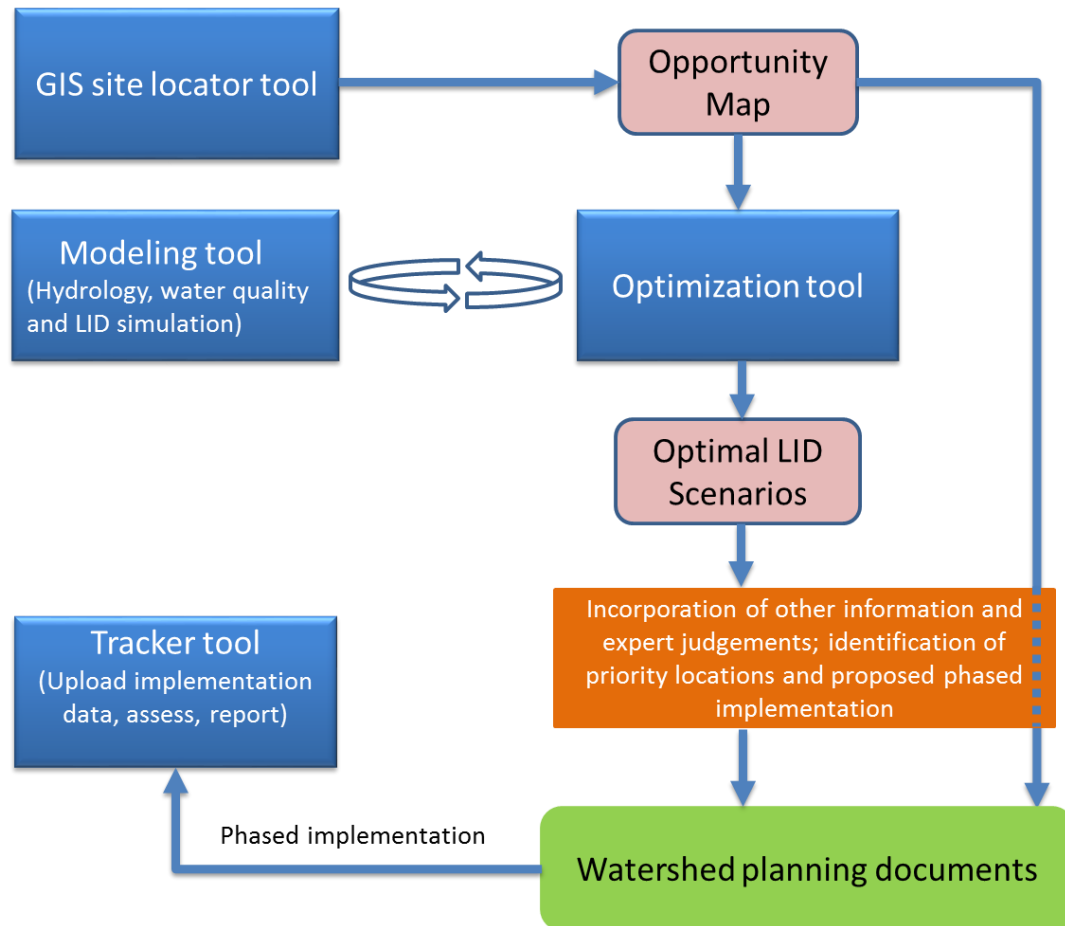 GIS site locator tool
Opportunity
Map
Modeling tool
(Hydrology, water quality
and LID simulation)
Optimization tool
Optimal LID
Scenarios
Incorporation of other information and
expert judgements; identification of
priority locations and proposed phased
implementation
Tracker tool
(Upload implementation
data, assess, report)
Phased implementation
Watershed planning documents